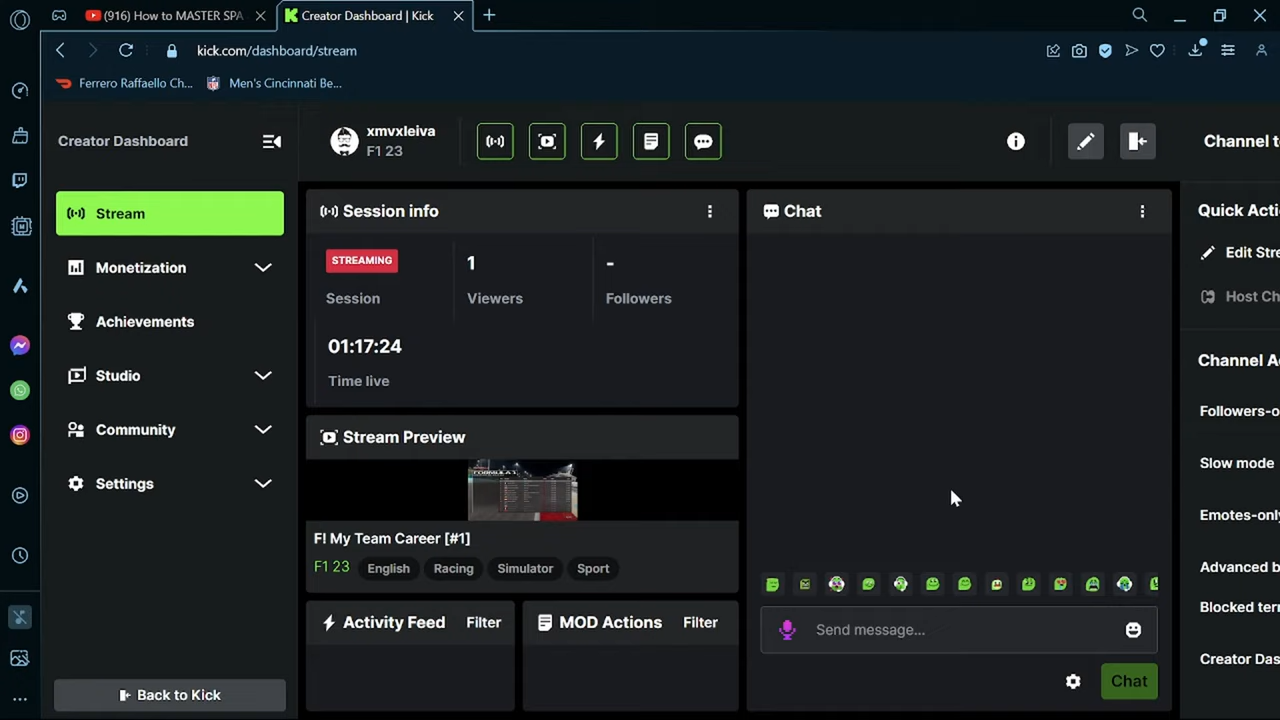 (916) How to MASTER SPA
Creator Dashboard | Kick
kick.com/dashboard/stream
Ferrero Raffaello Ch...
Men's Cincinnati Be...
Creator Dashboard
xmvxleiva
F1 23
Channel t
Stream
Monetization
Achievements
Studio
Community
Settings
Back to Kick
Session info
STREAMING
Session
1
Viewers
-
Followers
01:17:24
Time live
Stream Preview
FORMULA 1
F! My Team Career [#1]
F1 23
English
Racing
Simulator
Sport
Activity Feed
Filter
MOD Actions
Filter
Chat
Send message...
Chat
Quick Acti
Edit Stre
Host Ch
Channel A
Followers-o
Slow mode
Emotes-only
Advanced b
Blocked terr
Creator Das